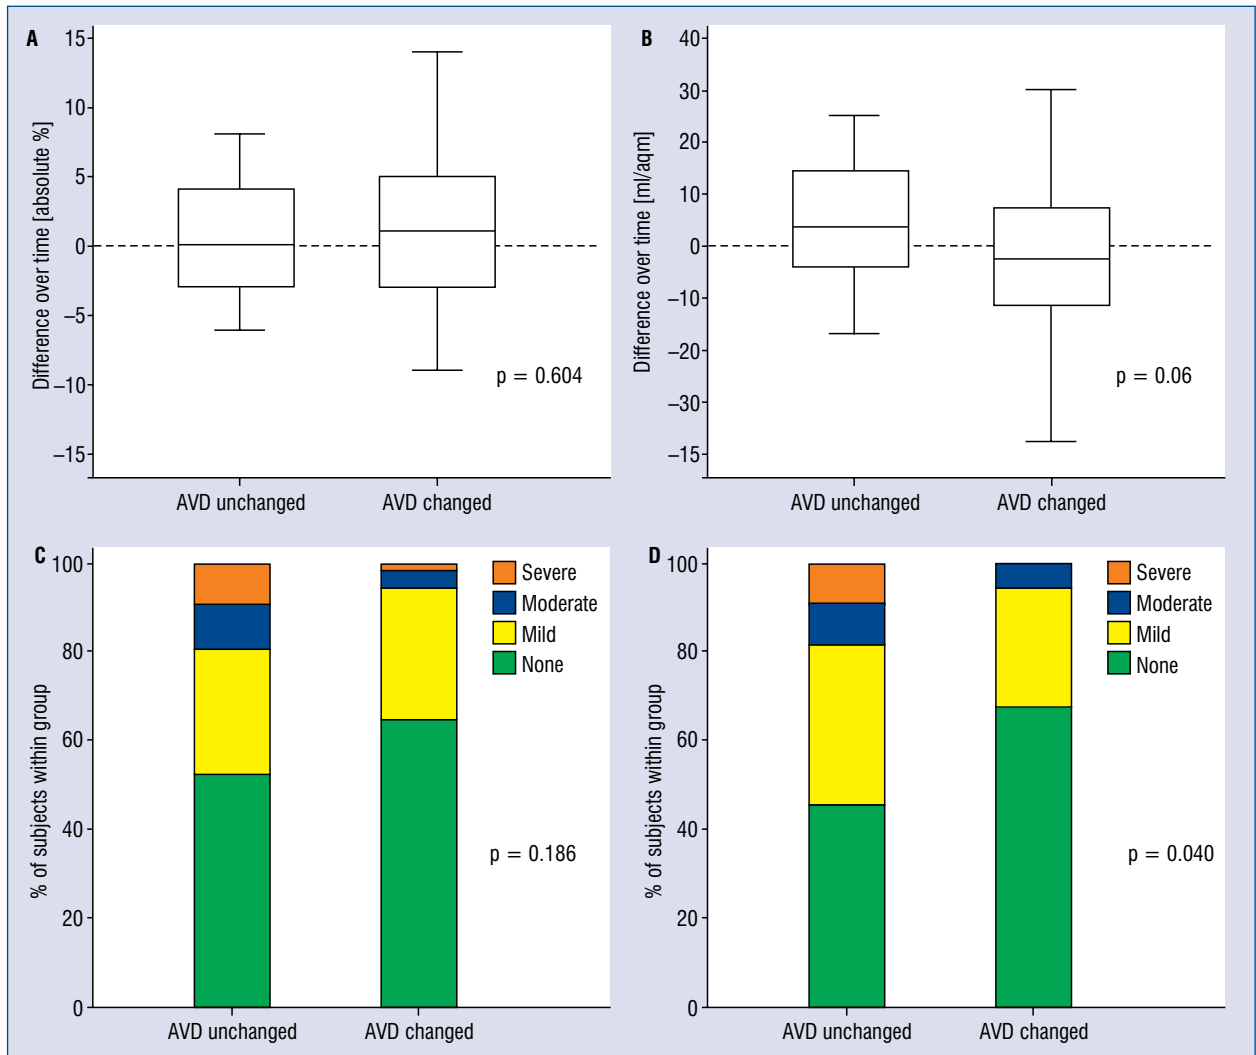 A
Difference over time [absolute %]
15
10
5
0
–5
–10
–15
p = 0.604
AVD unchanged
AVD changed
B
Difference over time [ml/aqm]
40
30
20
10
0
–10
–20
–30
–15
p = 0.06
AVD unchanged
AVD changed
C
% of subjects within group
100
80
60
40
20
0
Severe
Moderate
Mild
None
p = 0.186
AVD unchanged
AVD changed
D
% of subjects within group
100
80
60
40
20
0
Severe
Moderate
Mild
None
p = 0.040
AVD unchanged
AVD changed